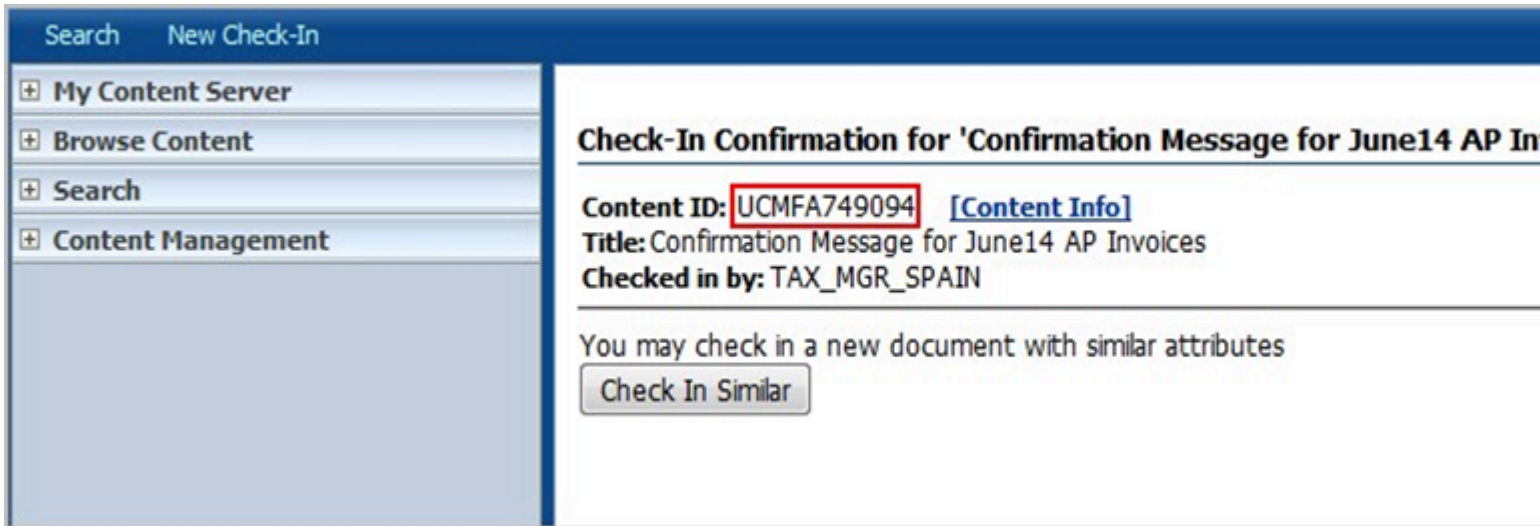 Search New Check-In
My Content Server
Browse Content
Search
Content Management
Check-In Confirmation for 'Confirmation Message for June14 AP
Content ID: UCMFA749094 [Content Info]
Title: Confirmation Message for June14 AP Invoices
Checked in by: TAX_MGR_SPAIN
You may check in a new document with similar attributes
Check In Similar